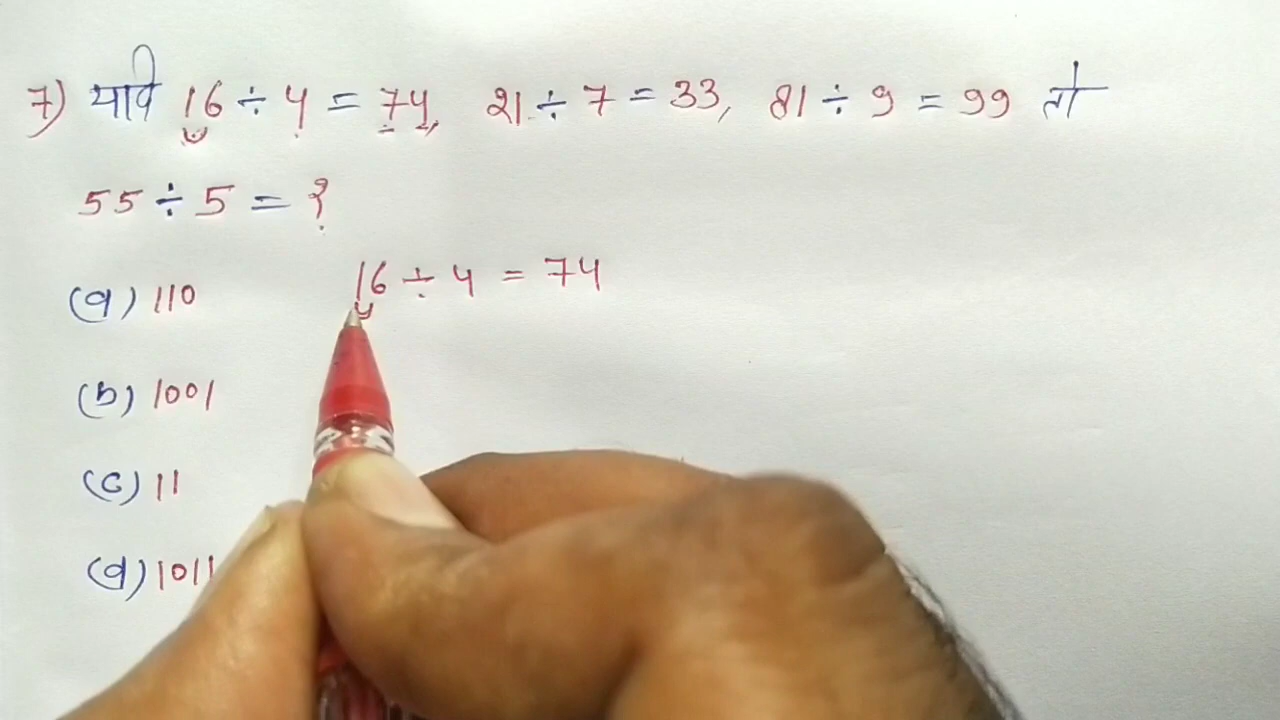 7) यदि 16 ÷ 4 = 74, 21 ÷ 7 = 33, 81 ÷ 9 = 99 तो
55 ÷ 5 = ?
16 ÷ 4 = 74
(a) 110
(b) 1001
(c) 11
(d) 1011